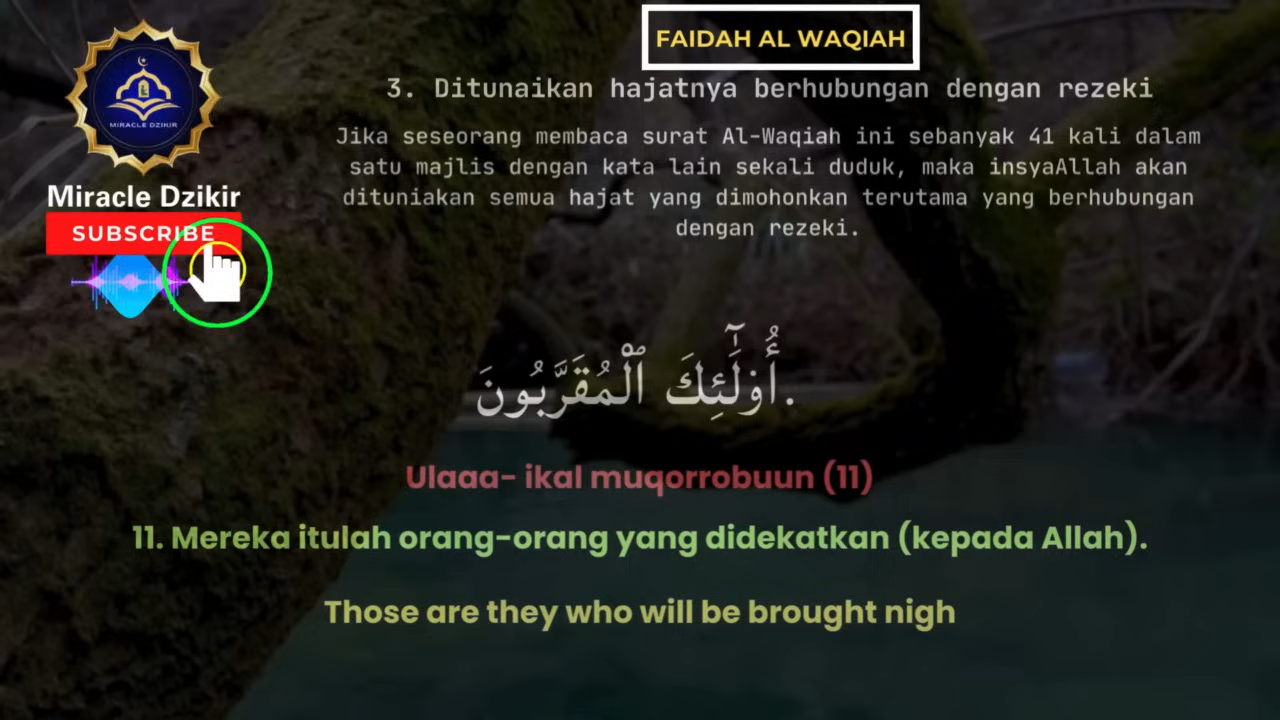 FAIDAH AL WAQIAH
3. Ditunaikan hajatnya berhubungan dengan rezeki
Jika seseorang membaca surat Al-Waqiah ini sebanyak 41 kali dalam
satu majlis dengan kata lain sekali duduk, maka insyaAllah akan
dituniakan semua hajat yang dimohonkan terutama yang berhubungan
dengan rezeki.
MIRACLE DZIKIR
Miracle Dzikir
SUBSCRIBE
أُو۟لَٰٓئِكَ ٱلْمُقَرَّبُونَ.
Ulaaa- ikal muqorrobuun (11)
11. Mereka itulah orang-orang yang didekatkan (kepada Allah).
Those are they who will be brought nigh